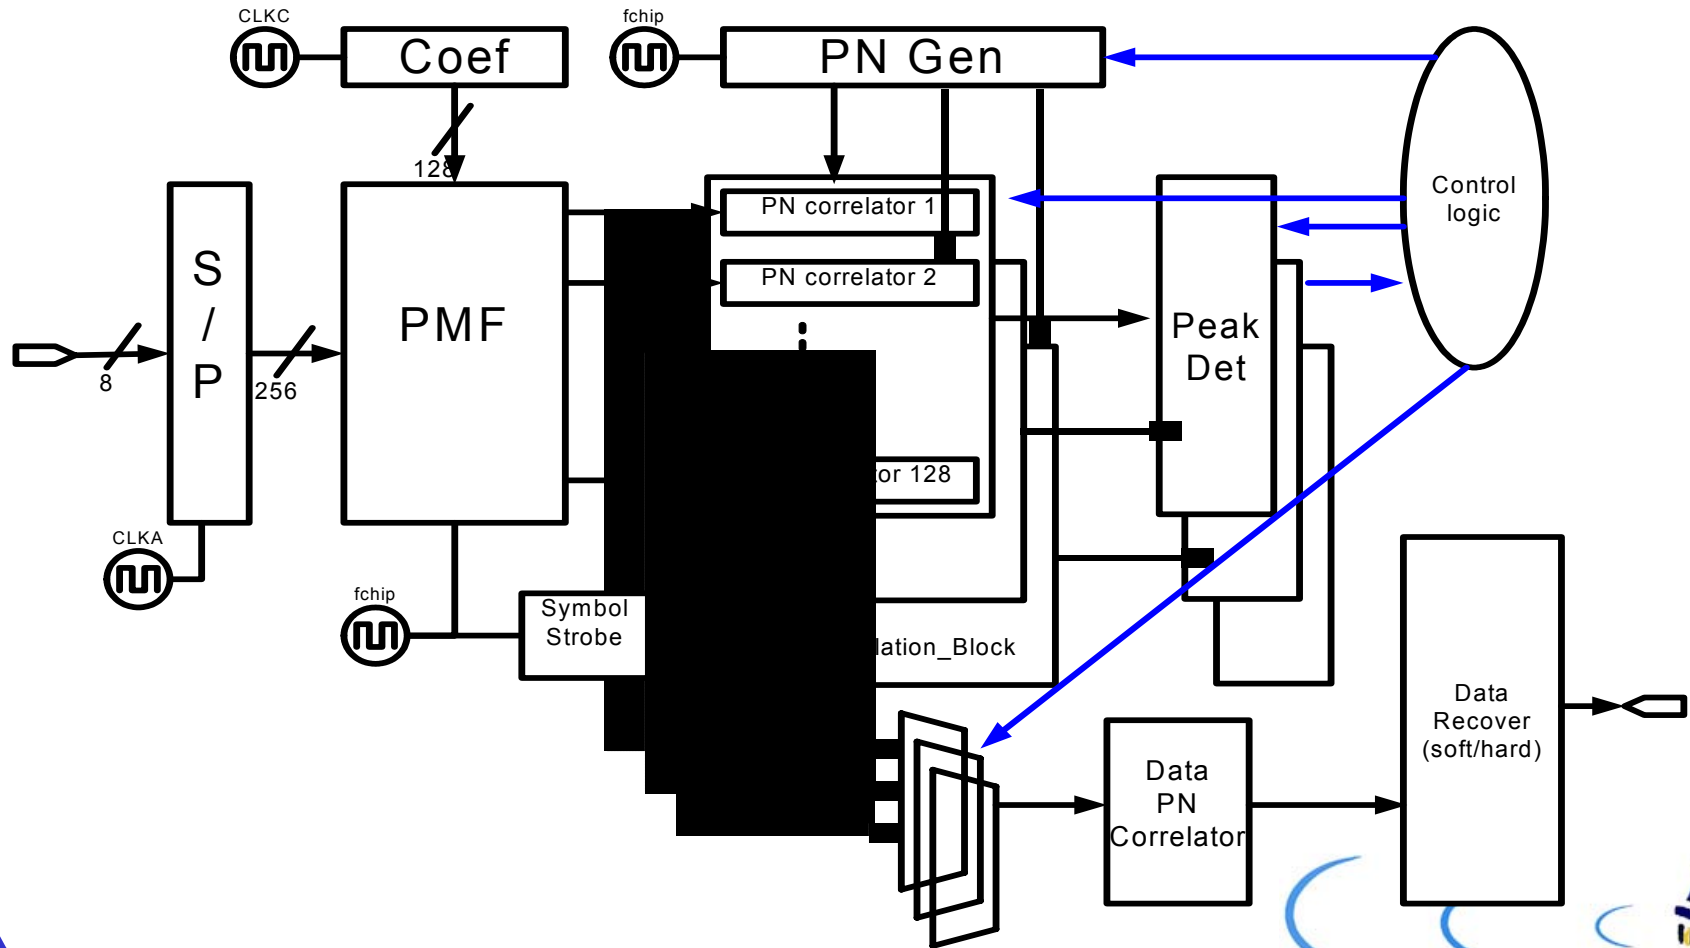 CLKC
fchip
Coef
PN Gen
128
Control
logic
PN correlator 1
PN correlator 2
S
/
P
PMF
Peak
Det
8
256
tor 128
CLKA
fchip
Symbol
Strobe
lation_Block
Data
PN
Correlator
Data
Recover
(soft/hard)